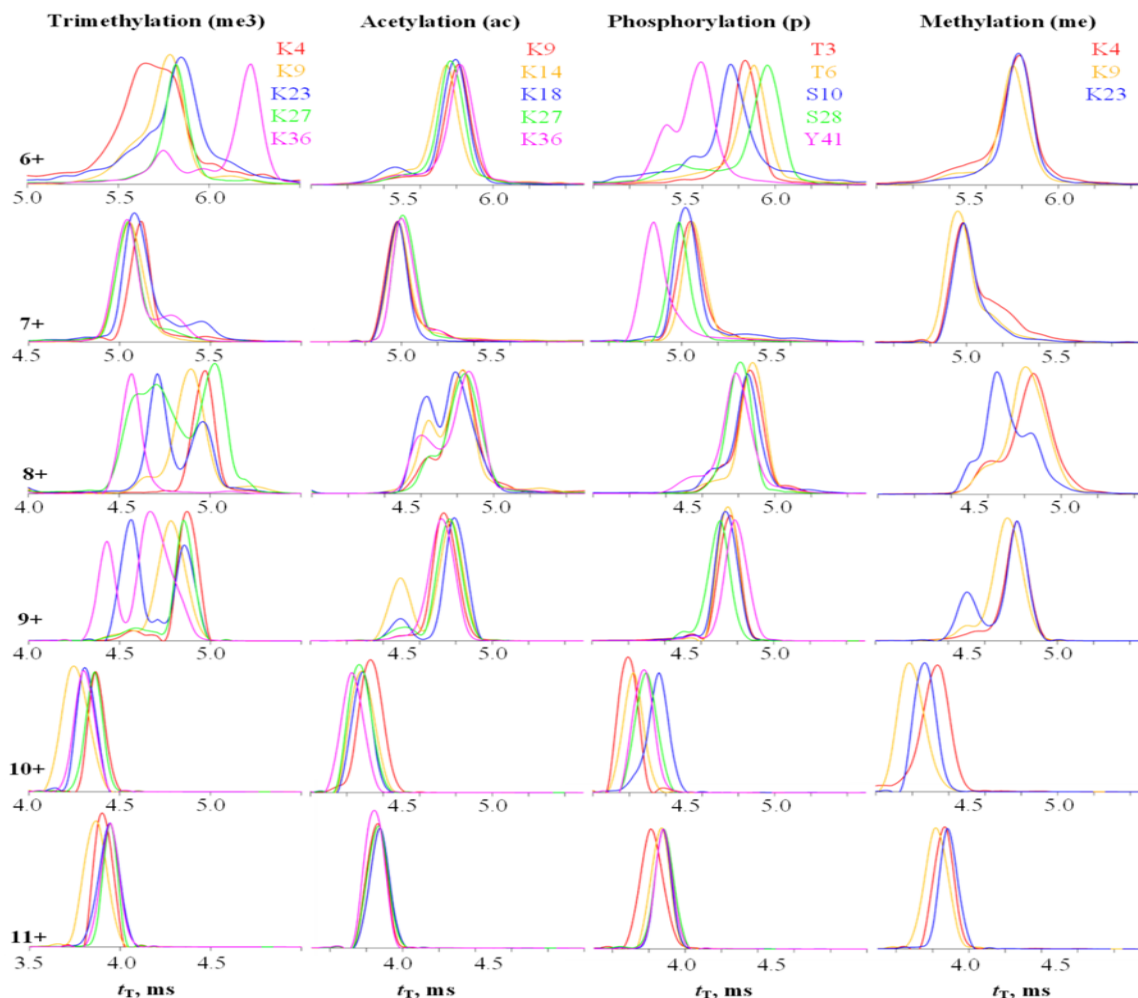 Trimethylation (me3) Acetylation (ac) Phosphorylation (p) Methylation (me)
K4 K9 T3 K4
K9 K14 T6 K9
K23 K18 S10 K23
K27 K27 S28
K36 K36 Y41
6+
5.0 5.5 6.0 5.5 6.0 5.5 6.0 5.5 6.0
7+
4.5 5.0 5.5 5.0 5.5 5.0 5.5 5.0 5.5
8+
4.0 4.5 5.0 4.5 5.0 4.5 5.0 4.5 5.0
9+
4.0 4.5 5.0 4.5 5.0 4.5 5.0 4.5 5.0
10+
4.0 4.5 5.0 4.5 5.0 4.5 5.0 4.5 5.0
11+
3.5 4.0 4.5 4.0 4.5 4.0 4.5 4.0 4.5
tT, ms tT, ms tT, ms tT, ms